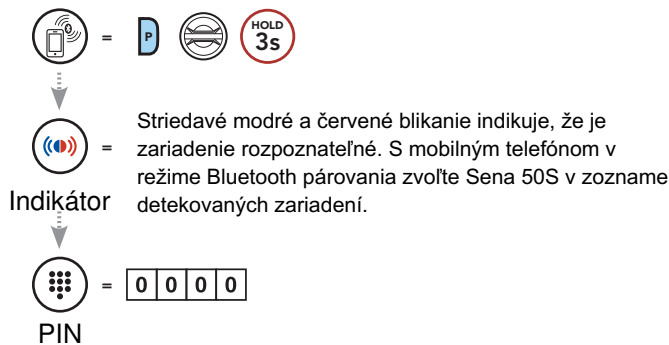 = P HOLD 3s
Striedavé modré a červené blikanie indikuje, že je
= zariadenie rozpoznateľné. S mobilným telefónom v
režime Bluetooth párovania zvoľte Sena 50S v zozname
Indikátor detekovaných zariadení.
= 0 0 0 0
PIN